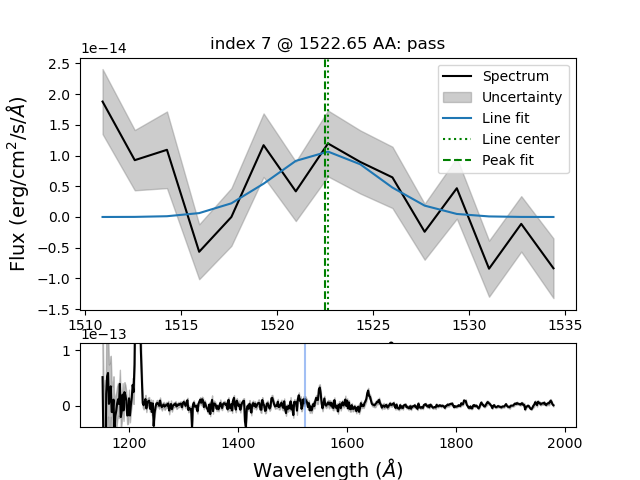 index 7 @ 1522.65 AA: pass
1e−14
2.5
2.0
1.5
1.0
0.5
0.0
−0.5
−1.0
−1.5
Flux (erg/cm²/s/Å)
Spectrum
Uncertainty
Line fit
Line center
Peak fit
1510 1515 1520 1525 1530 1535
1e−13
1
0
1200 1400 1600 1800 2000
Wavelength (Å)